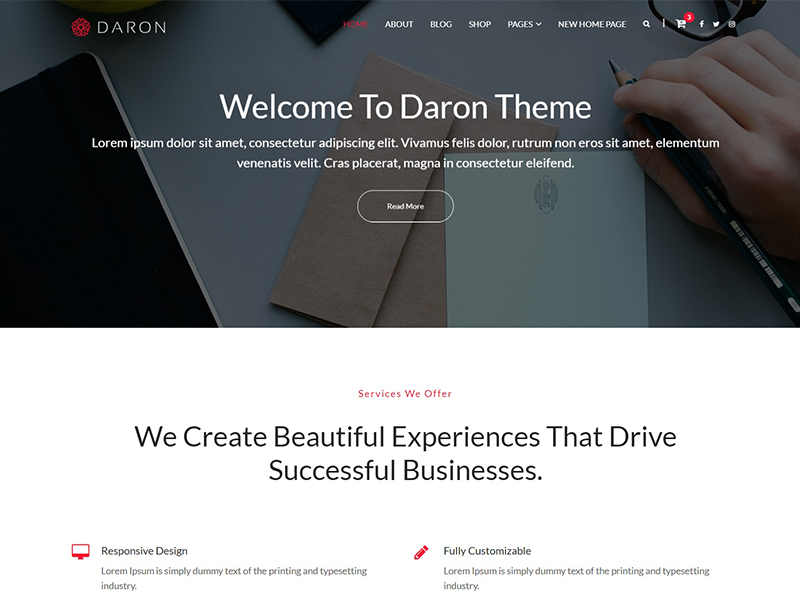 DARON
HOME ABOUT BLOG SHOP PAGES NEW HOME PAGE 3
Welcome To Daron Theme
Lorem ipsum dolor sit amet, consectetur adipiscing elit. Vivamus felis dolor, rutrum non eros sit amet, elementum
venenatis velit. Cras placerat, magna in consectetur eleifend.
Read More
Services We Offer
We Create Beautiful Experiences That Drive
Successful Businesses.
Responsive Design
Lorem Ipsum is simply dummy text of the printing and typesetting
industry.
Fully Customizable
Lorem Ipsum is simply dummy text of the printing and typesetting
industry.